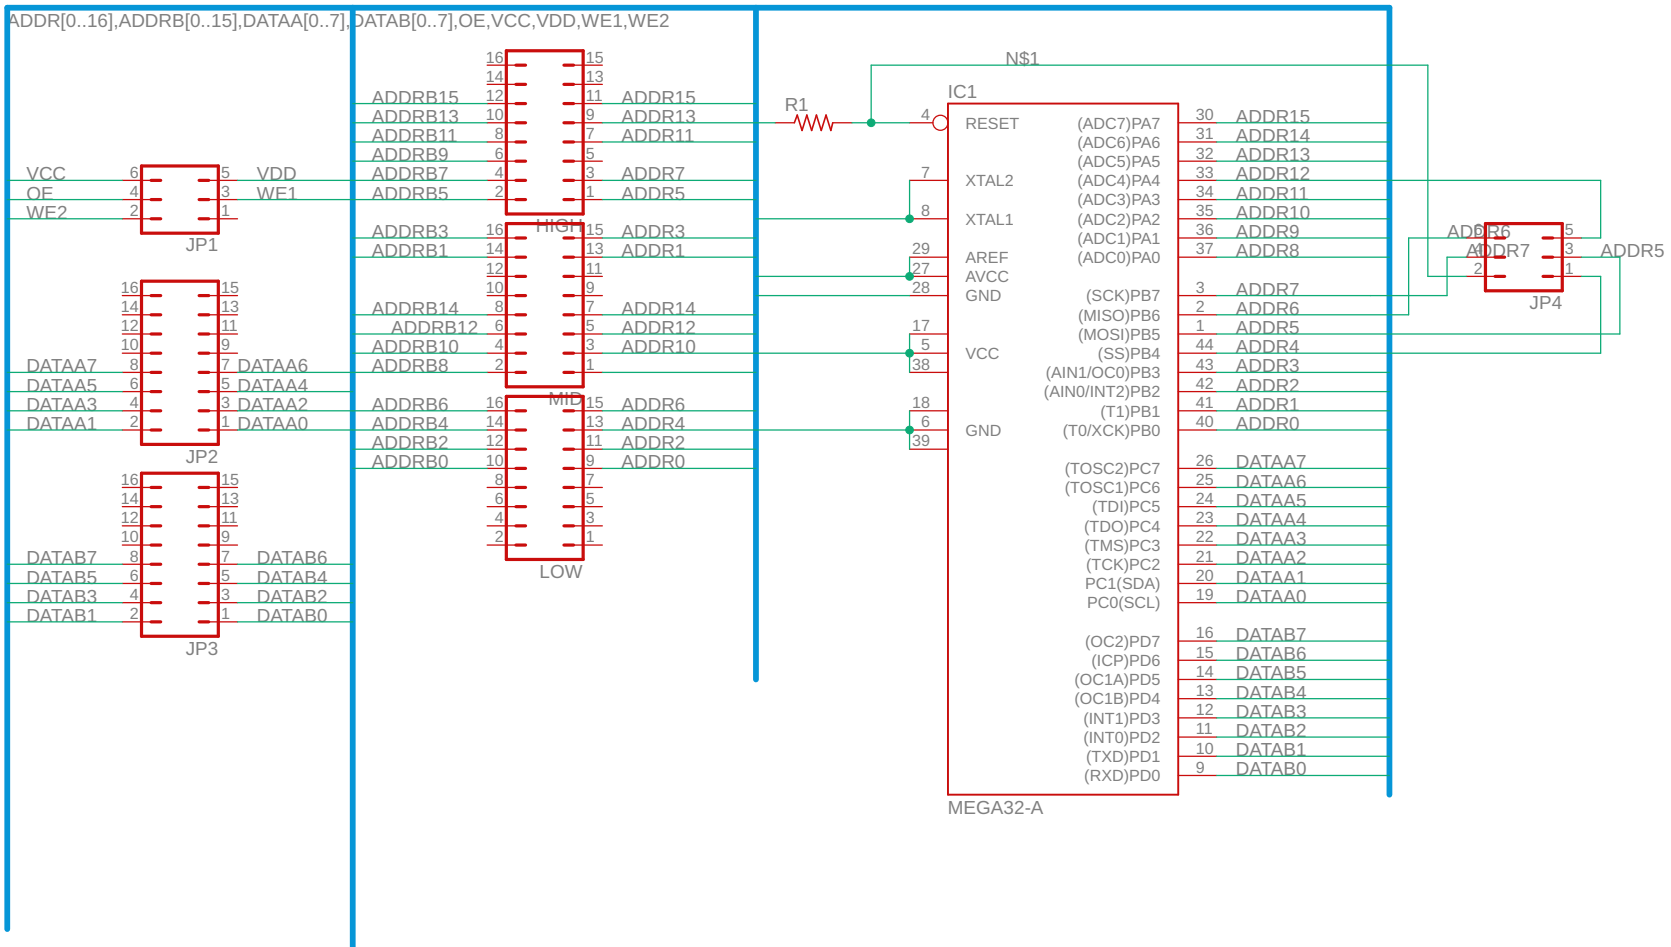 ADDR[0..16],ADDRB[0..15],DATAA[0..7],DATAB[0..7],OE,VCC,VDD,WE1,WE2
VCC 6 5 VDD
OE 4 3 WE1
WE2 2 1
JP1
16 15
14 13
12 11
10 9
DATAA7 8 7 DATAA6
DATAA5 6 5 DATAA4
DATAA3 4 3 DATAA2
DATAA1 2 1 DATAA0
JP2
16 15
14 13
12 11
10 9
DATAB7 8 7 DATAB6
DATAB5 6 5 DATAB4
DATAB3 4 3 DATAB2
DATAB1 2 1 DATAB0
JP3
16 15
14 13
ADDRB15 12 11 ADDR15
ADDRB13 10 9 ADDR13
ADDRB11 8 7 ADDR11
ADDRB9 6 5
ADDRB7 4 3 ADDR7
ADDRB5 2 1 ADDR5
HIGH
ADDRB3 16 15 ADDR3
ADDRB1 14 13 ADDR1
12 11
10 9
ADDRB14 8 7 ADDR14
ADDRB12 6 5 ADDR12
ADDRB10 4 3 ADDR10
ADDRB8 2 1
MID
ADDRB6 16 15 ADDR6
ADDRB4 14 13 ADDR4
ADDRB2 12 11 ADDR2
ADDRB0 10 9 ADDR0
8 7
6 5
4 3
2 1
LOW
N$1
R1
IC1
4 RESET
7 XTAL2
8 XTAL1
29 AREF
27 AVCC
28 GND
17
5 VCC
38
18
6 GND
39
(ADC7)PA7 30 ADDR15
(ADC6)PA6 31 ADDR14
(ADC5)PA5 32 ADDR13
(ADC4)PA4 33 ADDR12
(ADC3)PA3 34 ADDR11
(ADC2)PA2 35 ADDR10
(ADC1)PA1 36 ADDR9
(ADC0)PA0 37 ADDR8
(SCK)PB7 3 ADDR7
(MISO)PB6 2 ADDR6
(MOSI)PB5 1 ADDR5
(SS)PB4 44 ADDR4
(AIN1/OC0)PB3 43 ADDR3
(AIN0/INT2)PB2 42 ADDR2
(T1)PB1 41 ADDR1
(T0/XCK)PB0 40 ADDR0
(TOSC2)PC7 26 DATAA7
(TOSC1)PC6 25 DATAA6
(TDI)PC5 24 DATAA5
(TDO)PC4 23 DATAA4
(TMS)PC3 22 DATAA3
(TCK)PC2 21 DATAA2
PC1(SDA) 20 DATAA1
PC0(SCL) 19 DATAA0
(OC2)PD7 16 DATAB7
(ICP)PD6 15 DATAB6
(OC1A)PD5 14 DATAB5
(OC1B)PD4 13 DATAB4
(INT1)PD3 12 DATAB3
(INT0)PD2 11 DATAB2
(TXD)PD1 10 DATAB1
(RXD)PD0 9 DATAB0
MEGA32-A
ADDR6 6 5
ADDR7 4 3 ADDR5
2 1
JP4